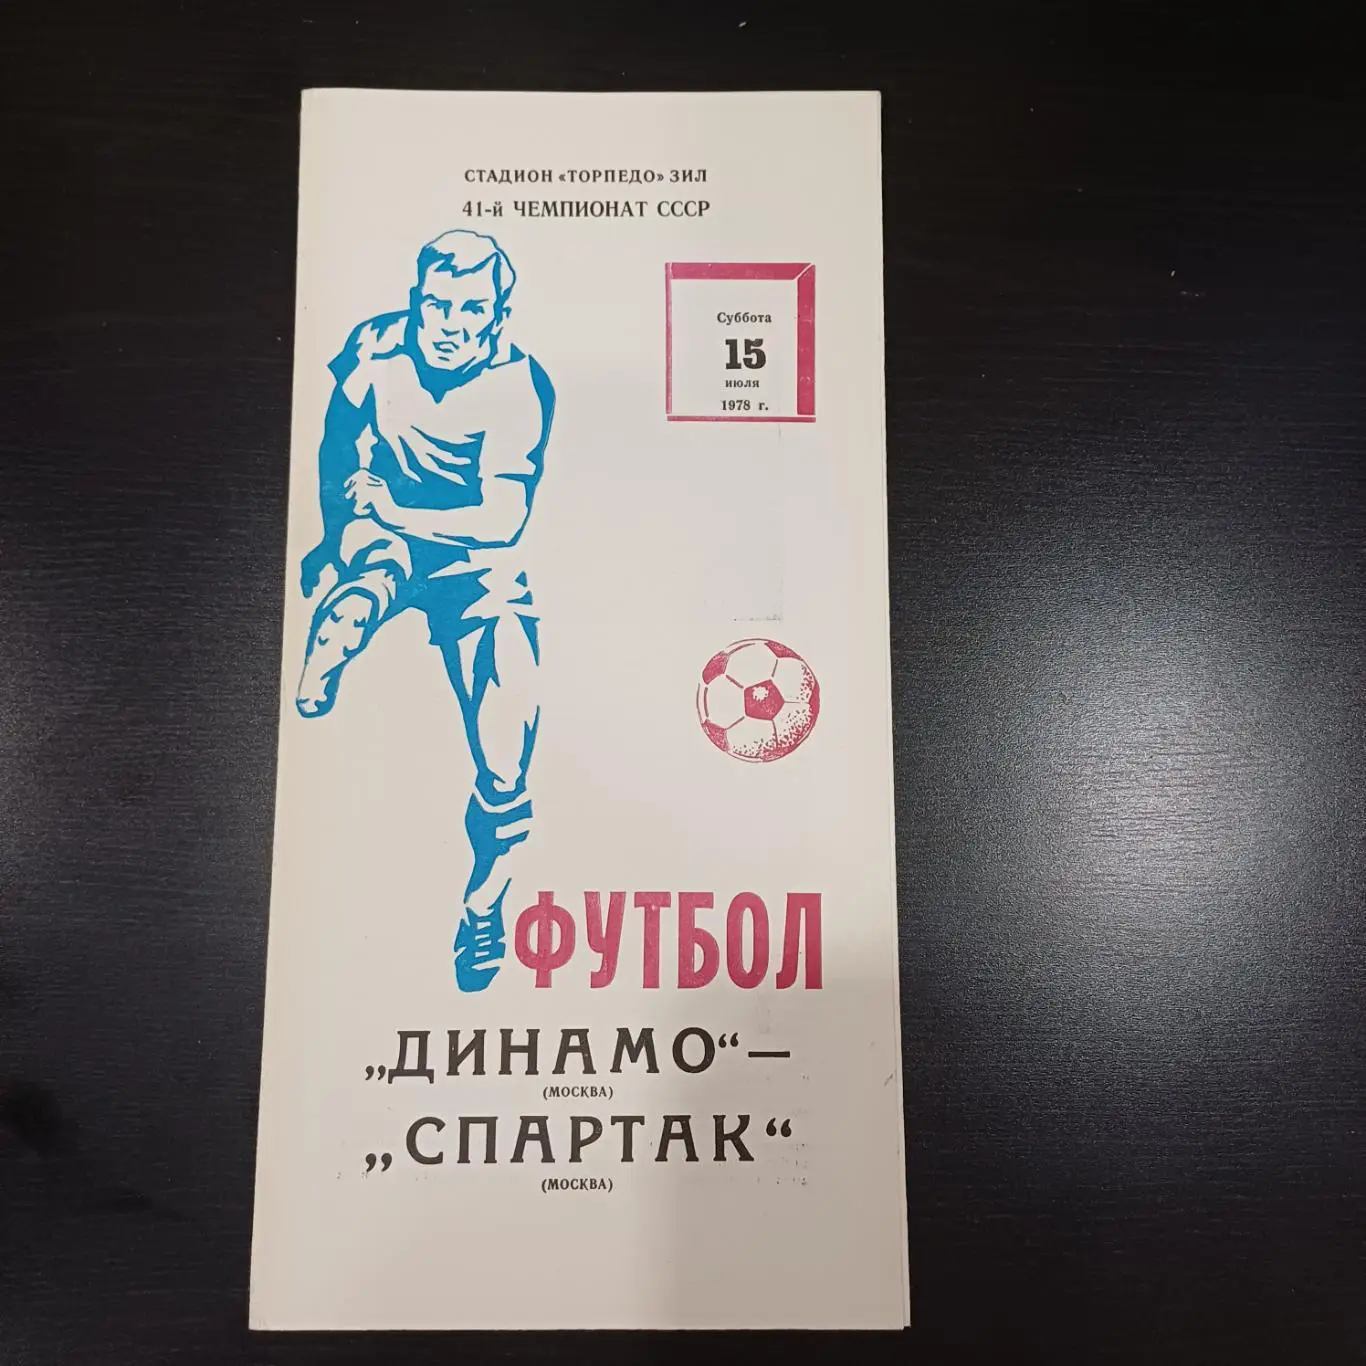 СТАДИОН «ТОРПЕДО» ЗИЛ
41-й ЧЕМПИОНАТ СССР
Суббота
15
июля
1978 г.
ФУТБОЛ
„ДИНАМО“ —
(МОСКВА)
„СПАРТАК“
(МОСКВА)